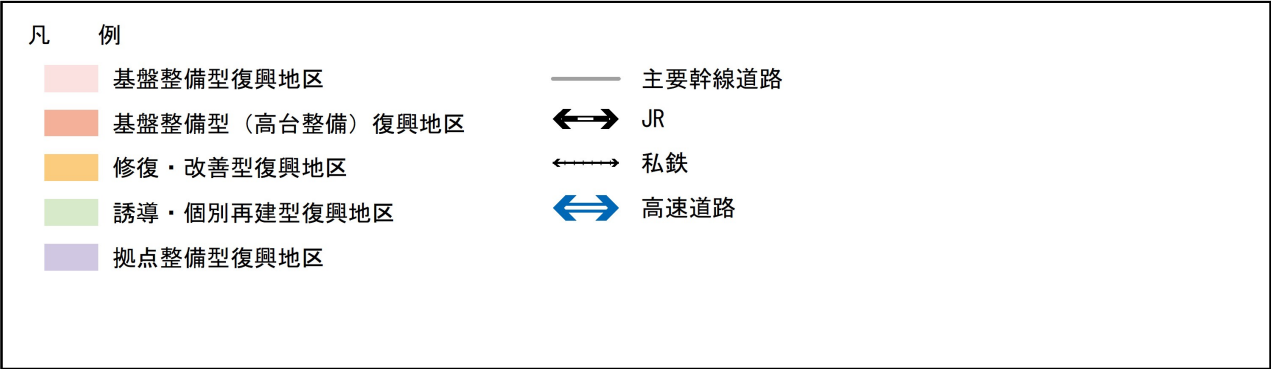 凡　例
基盤整備型復興地区
基盤整備型（高台整備）復興地区
修復・改善型復興地区
誘導・個別再建型復興地区
拠点整備型復興地区
主要幹線道路
JR
私鉄
高速道路